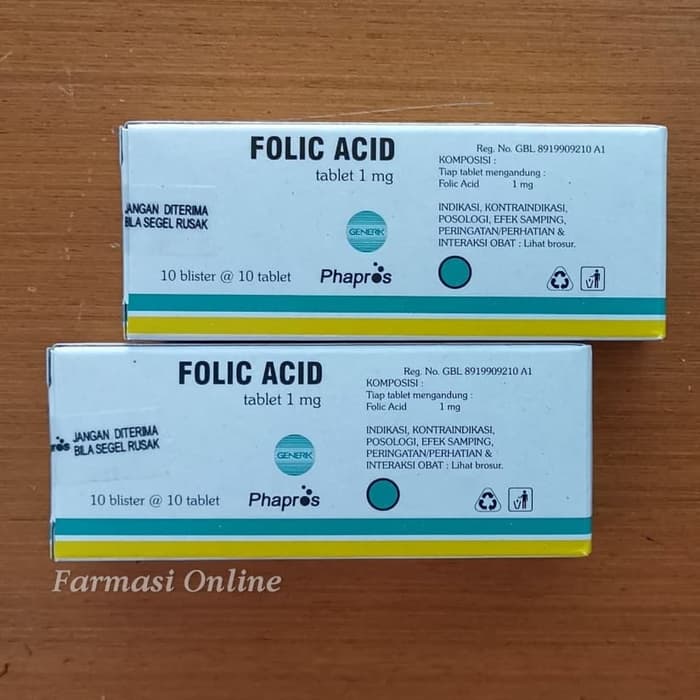 FOLIC ACID
tablet 1 mg
JANGAN DITERIMA
BILA SEGEL RUSAK
GENERIK
10 blister @ 10 tablet
Phapros
Reg. No. GBL 8919909210 A1
KOMPOSISI :
Tiap tablet mengandung :
Folic Acid 1 mg
INDIKASI, KONTRAINDIKASI,
POSOLOGI, EFEK SAMPING,
PERINGATAN/PERHATIAN &
INTERAKSI OBAT : Lihat brosur.
FOLIC ACID
tablet 1 mg
JANGAN DITERIMA
BILA SEGEL RUSAK
GENERIK
10 blister @ 10 tablet
Phapros
Reg. No. GBL 8919909210 A1
KOMPOSISI :
Tiap tablet mengandung :
Folic Acid 1 mg
INDIKASI, KONTRAINDIKASI,
POSOLOGI, EFEK SAMPING,
PERINGATAN/PERHATIAN &
INTERAKSI OBAT : Lihat brosur.
Farmasi Online